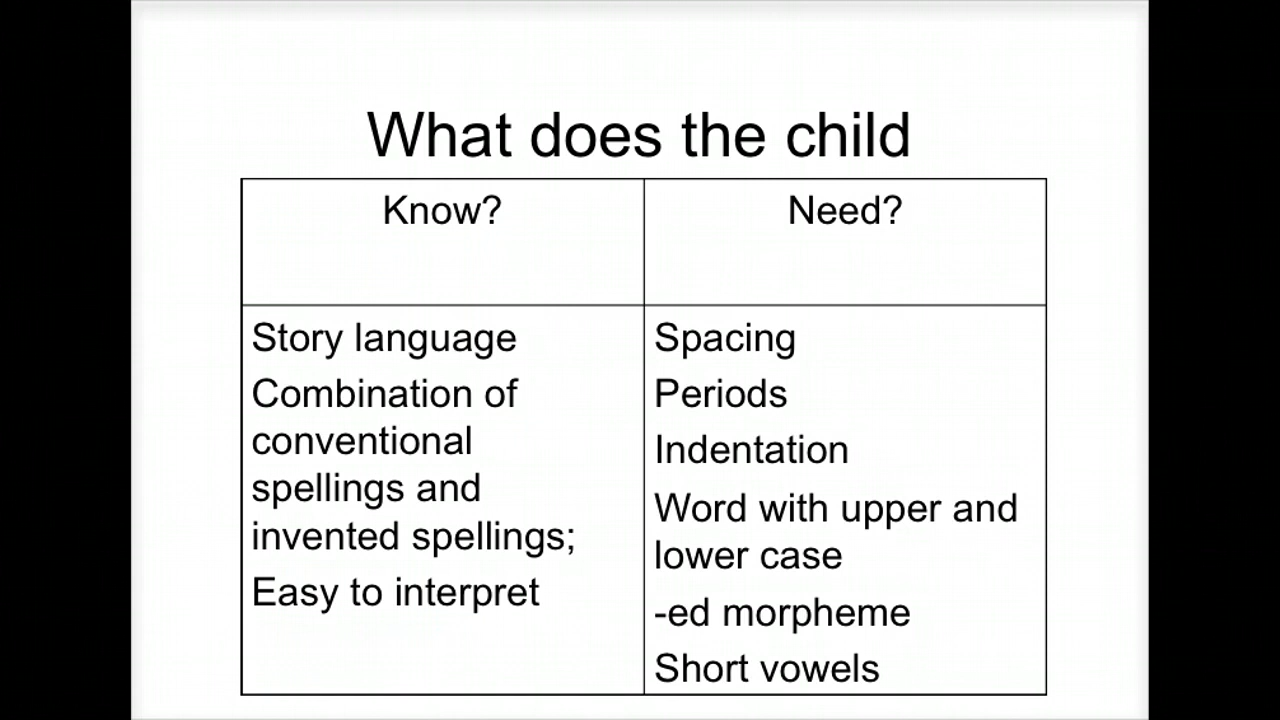 What does the child
Know?
Need?
Story language
Combination of
conventional
spellings and
invented spellings;
Easy to interpret
Spacing
Periods
Indentation
Word with upper and
lower case
-ed morpheme
Short vowels